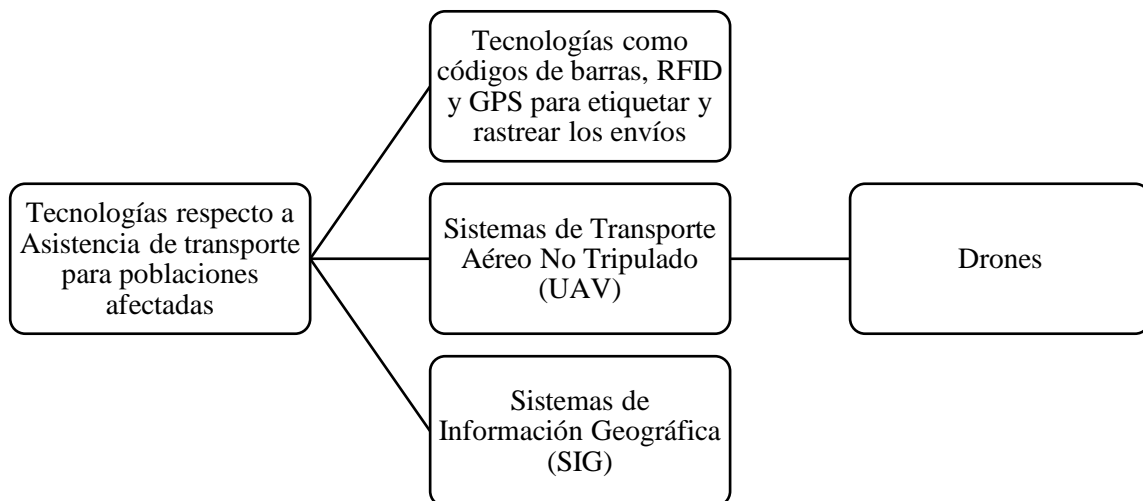 Tecnologías como
códigos de barras, RFID
y GPS para etiquetar y
rastrear los envíos
Tecnologías respecto a
Asistencia de transporte
para poblaciones
afectadas
Sistemas de Transporte
Aéreo No Tripulado
(UAV)
Drones
Sistemas de
Información Geográfica
(SIG)